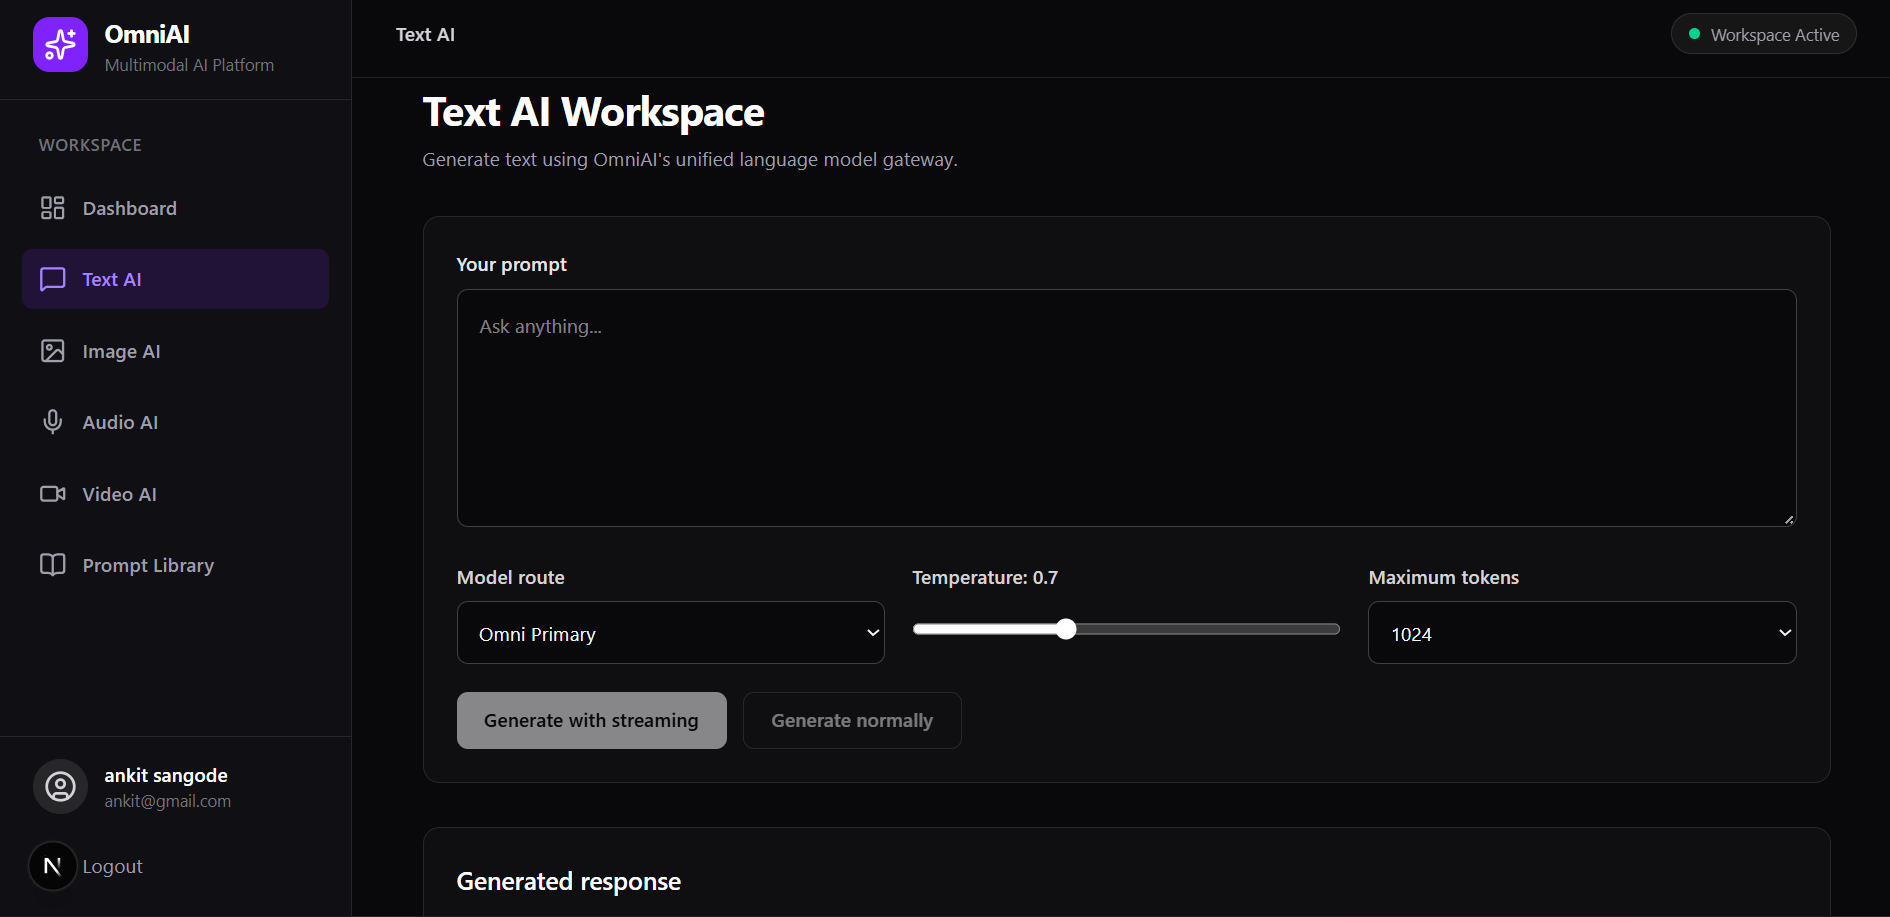 OmniAI
Multimodal AI Platform
WORKSPACE
Dashboard
Text AI
Image AI
Audio AI
Video AI
Prompt Library
ankit sangode
ankit@gmail.com
N
Logout
Text AI
Workspace Active
Text AI Workspace
Generate text using OmniAI's unified language model gateway.
Your prompt
Ask anything...
Model route
Omni Primary
Temperature: 0.7
Maximum tokens
1024
Generate with streaming
Generate normally
Generated response